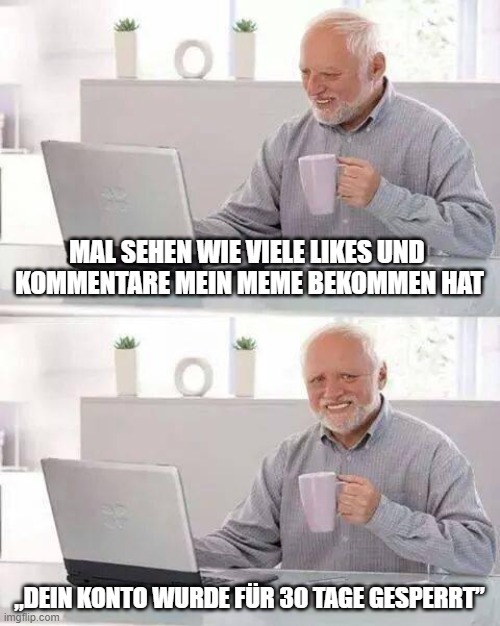 MAL SEHEN WIE VIELE LIKES UND
KOMMENTARE MEIN MEME BEKOMMEN HAT
„DEIN KONTO WURDE FÜR 30 TAGE GESPERRT”
imgflip.com